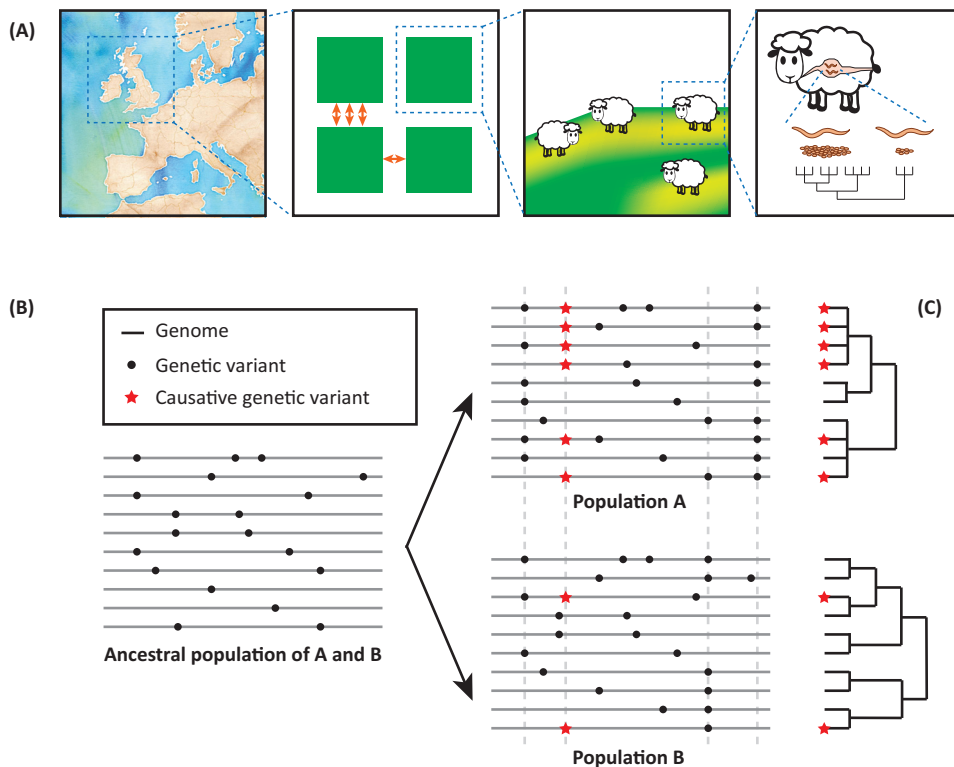 (A)
(B)
(C)
Genome
Genetic variant
Causative genetic variant
Population A
Ancestral population of A and B
Population B